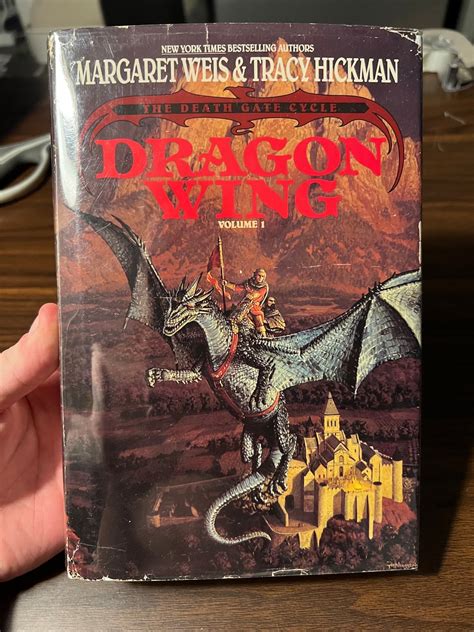 NEW YORK TIMES BESTSELLING AUTHORS
MARGARET WEIS & TRACY HICKMAN
THE DEATH GATE CYCLE
DRAGON
WING
VOLUME 1